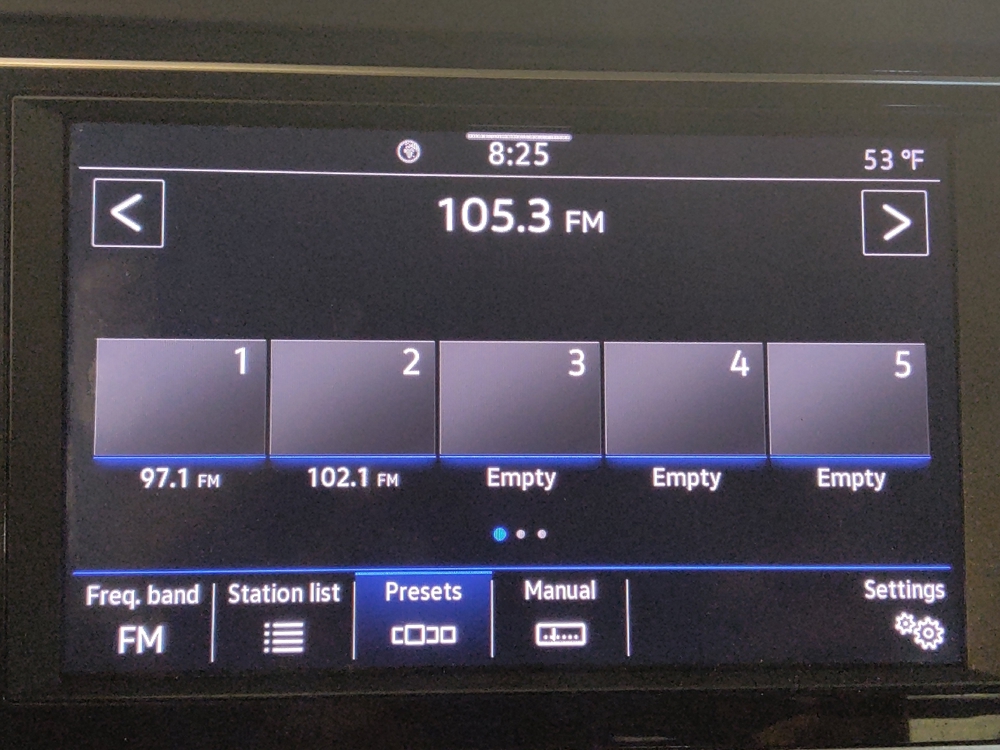 8:25
53 °F
<
105.3 FM
>
1
2
3
4
5
97.1 FM
102.1 FM
Empty
Empty
Empty
Freq. band
Station list
Presets
Manual
Settings
FM